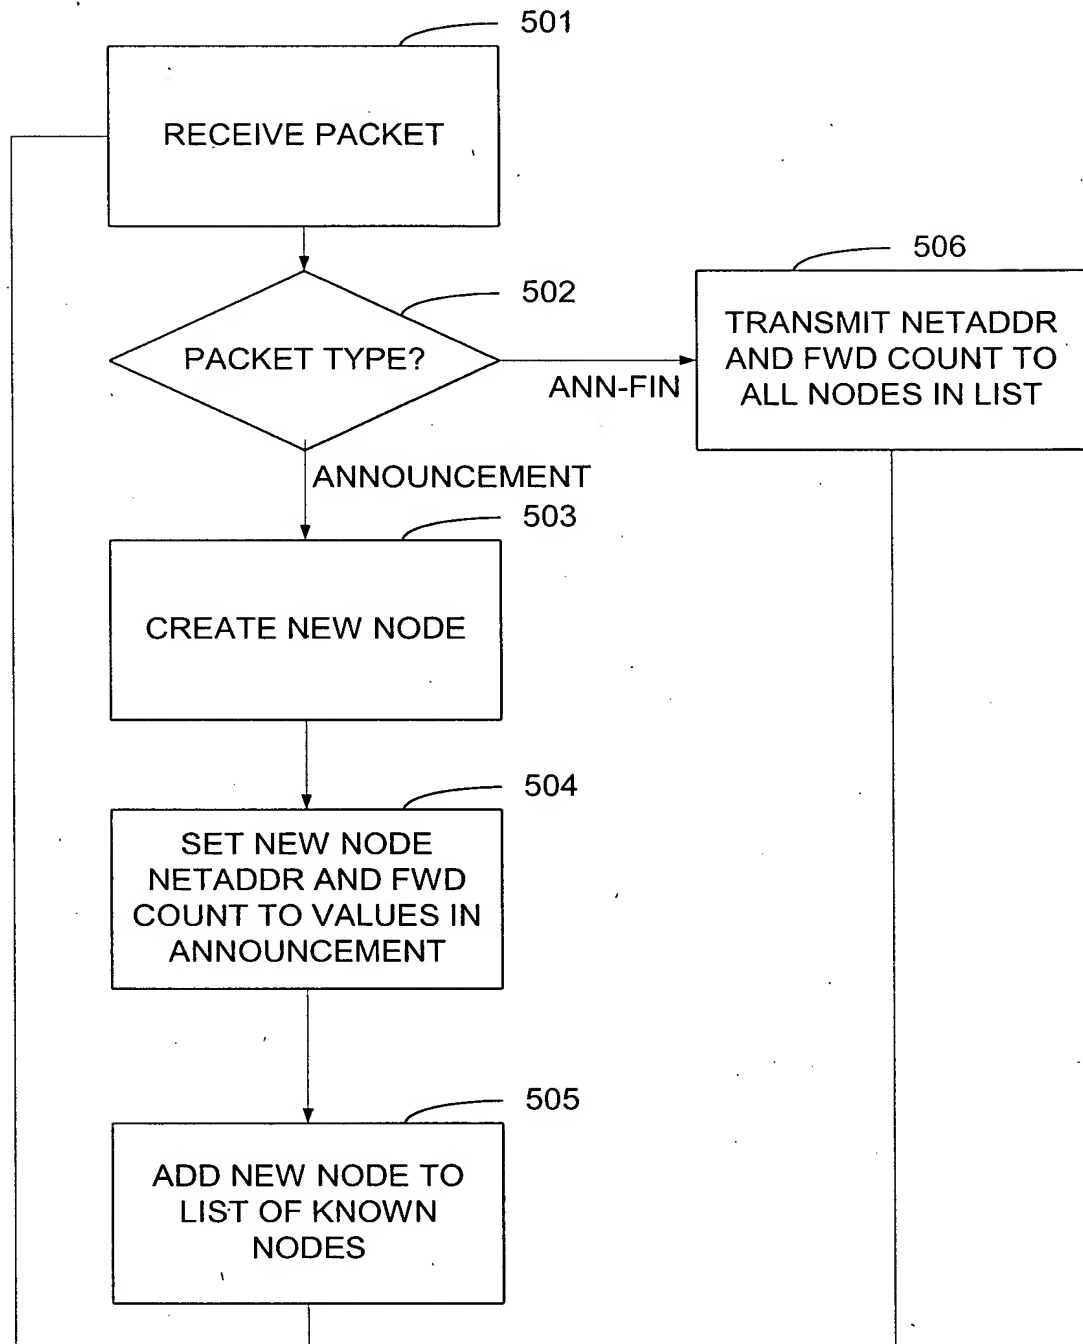 501
RECEIVE PACKET
502
PACKET TYPE?
506
TRANSMIT NETADDR
AND FWD COUNT TO
ALL NODES IN LIST
ANN-FIN
ANNOUNCEMENT
503
CREATE NEW NODE
504
SET NEW NODE
NETADDR AND FWD
COUNT TO VALUES IN
ANNOUNCEMENT
505
ADD NEW NODE TO
LIST OF KNOWN
NODES